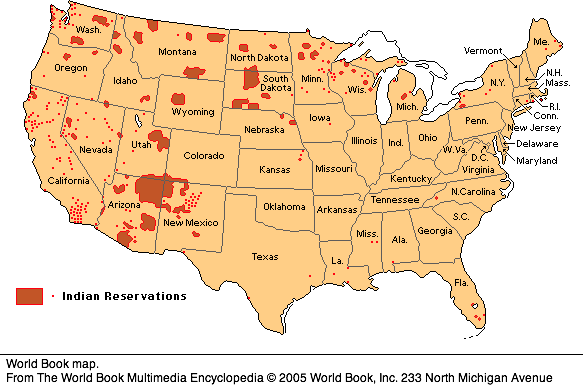 Wash.
Montana
North Dakota
Minn.
Me.
Vermont
Oregon
Idaho
South
Dakota
Wis.
Mich.
N.Y.
N.H.
Mass.
R.I.
Conn.
Wyoming
Iowa
Penn.
New Jersey
Nebraska
Nevada
Utah
Colorado
Illinois
Ind.
Ohio
W.Va.
D.C.
Delaware
Maryland
Virginia
California
Kansas
Missouri
Kentucky
Arizona
New Mexico
Oklahoma
Arkansas
Tennessee
N.Carolina
S.C.
Texas
La.
Miss.
Ala.
Georgia
Fla.
Indian Reservations
World Book map.
From The World Book Multimedia Encyclopedia © 2005 World Book, Inc. 233 North Michigan Avenue